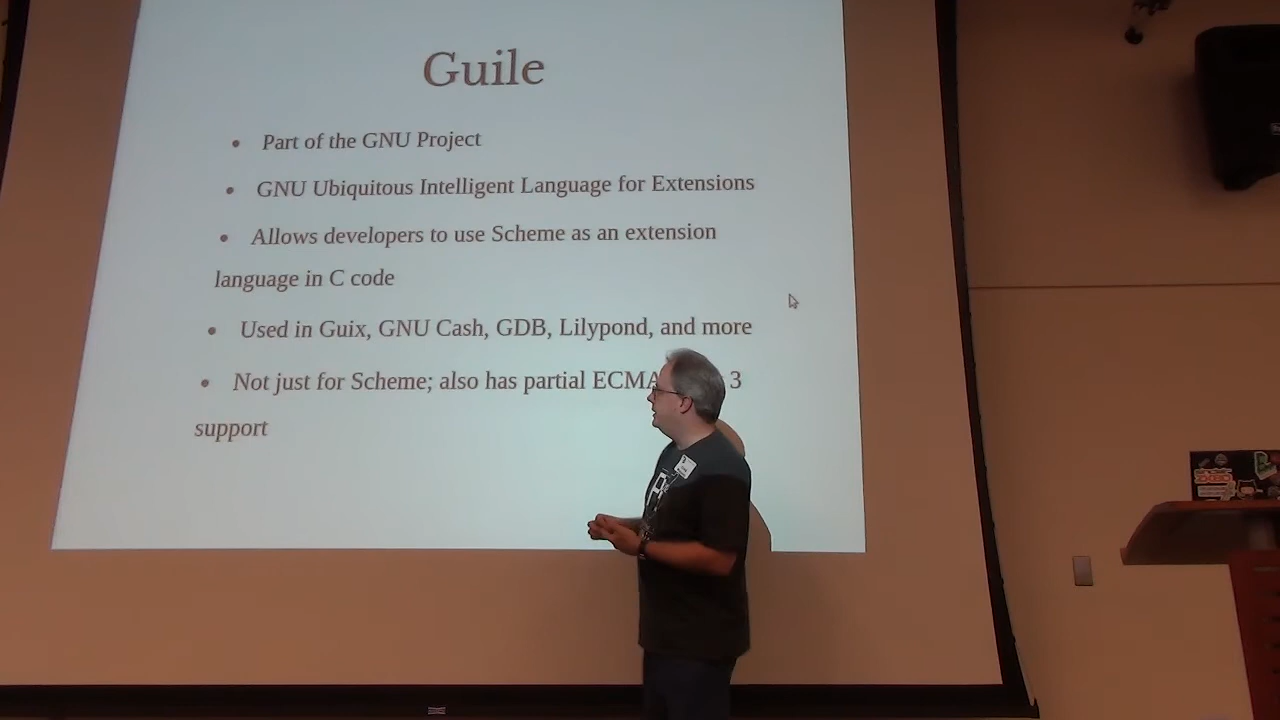 Guile
• Part of the GNU Project
• GNU Ubiquitous Intelligent Language for Extensions
• Allows developers to use Scheme as an extension
language in C code
• Used in Guix, GNU Cash, GDB, Lilypond, and more
• Not just for Scheme; also has partial ECMA 3
support